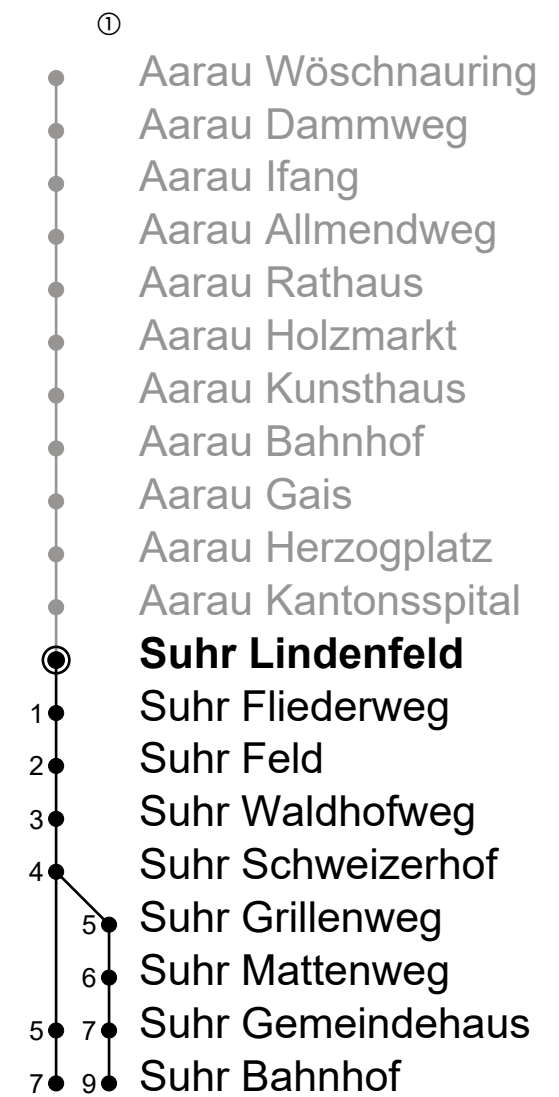 ①
Aarau Wöschnauring
Aarau Dammweg
Aarau Ifang
Aarau Allmendweg
Aarau Rathaus
Aarau Holzmarkt
Aarau Kunsthaus
Aarau Bahnhof
Aarau Gais
Aarau Herzogplatz
Aarau Kantonsspital
Suhr Lindenfeld
1 Suhr Fliederweg
2 Suhr Feld
3 Suhr Waldhofweg
4 Suhr Schweizerhof
5 Suhr Grillenweg
6 Suhr Mattenweg
5 7 Suhr Gemeindehaus
7 9 Suhr Bahnhof